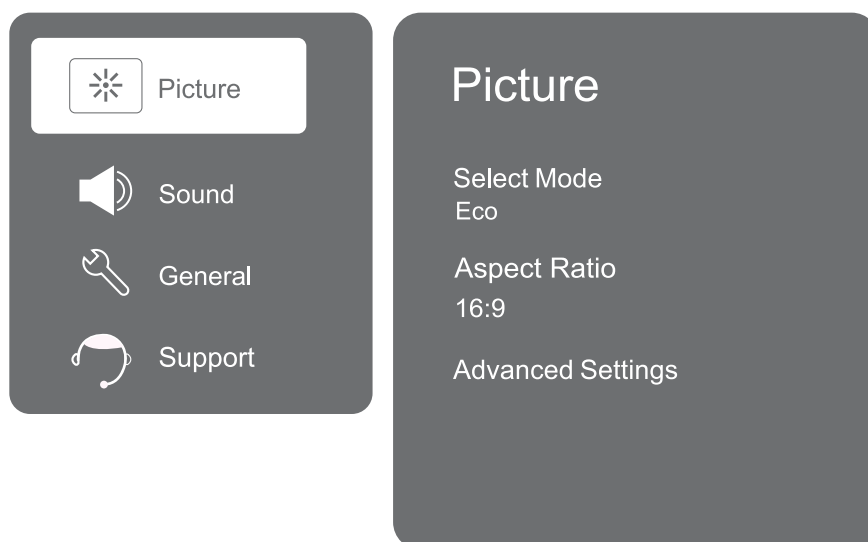 Picture
Sound
General
Support
Picture
Select Mode
Eco
Aspect Ratio
16:9
Advanced Settings